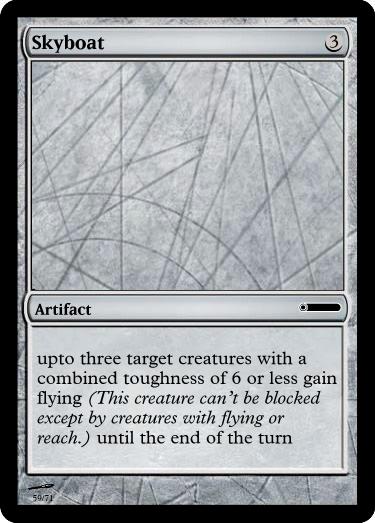 Skyboat 3
Artifact
upto three target creatures with a
combined toughness of 6 or less gain
flying (This creature can't be blocked
except by creatures with flying or
reach.) until the end of the turn
59/71